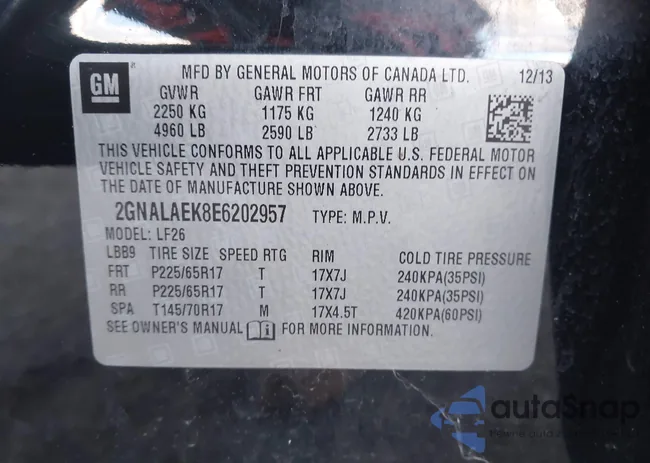 GM
MFD BY GENERAL MOTORS OF CANADA LTD. 12/13
GVWR GAWR FRT GAWR RR
2250 KG 1175 KG 1240 KG
4960 LB 2590 LB 2733 LB
THIS VEHICLE CONFORMS TO ALL APPLICABLE U.S. FEDERAL MOTOR
VEHICLE SAFETY AND THEFT PREVENTION STANDARDS IN EFFECT ON
THE DATE OF MANUFACTURE SHOWN ABOVE.
2GNALAEK8E6202957 TYPE: M.P.V.
MODEL: LF26
LBB9 TIRE SIZE SPEED RTG RIM COLD TIRE PRESSURE
FRT P225/65R17 T 17X7J 240KPA(35PSI)
RR P225/65R17 T 17X7J 240KPA(35PSI)
SPA T145/70R17 M 17X4.5T 420KPA(60PSI)
SEE OWNER'S MANUAL FOR MORE INFORMATION.
autoSnap